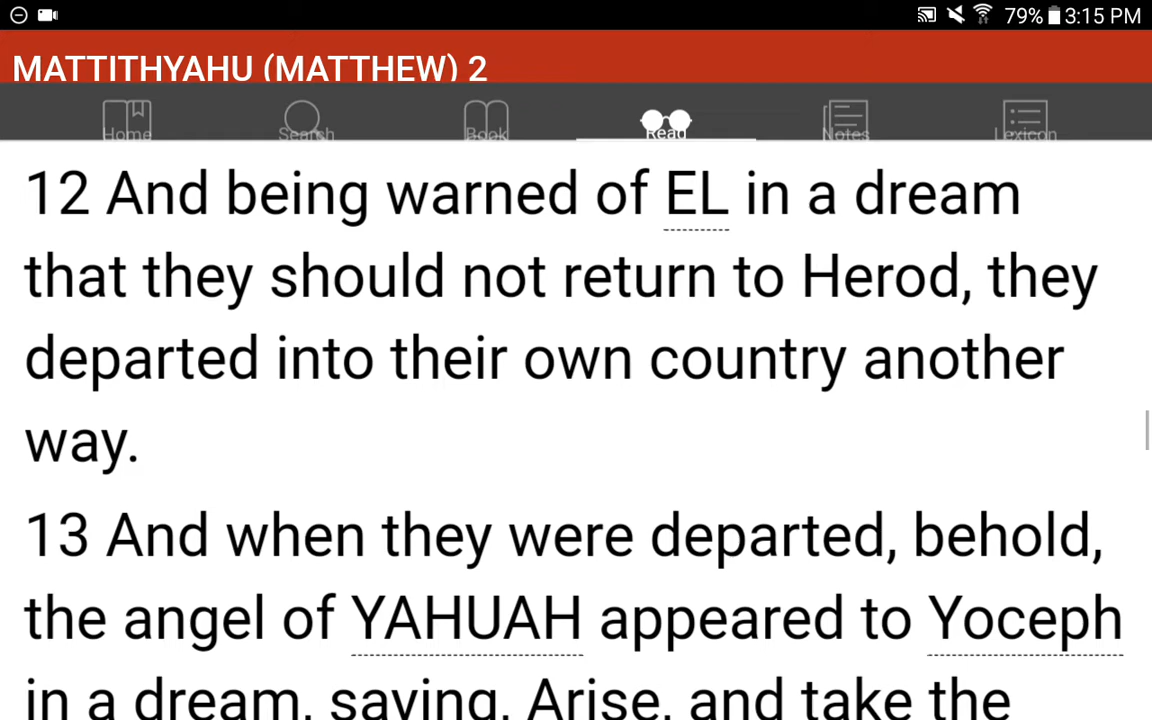 79% 3:15 PM
MATTITHYAHU (MATTHEW) 2
Home Search Book Read Notes Lexicon
12 And being warned of EL in a dream
that they should not return to Herod, they
departed into their own country another
way.
13 And when they were departed, behold,
the angel of YAHUAH appeared to Yoceph
in a dream, saying, Arise, and take the